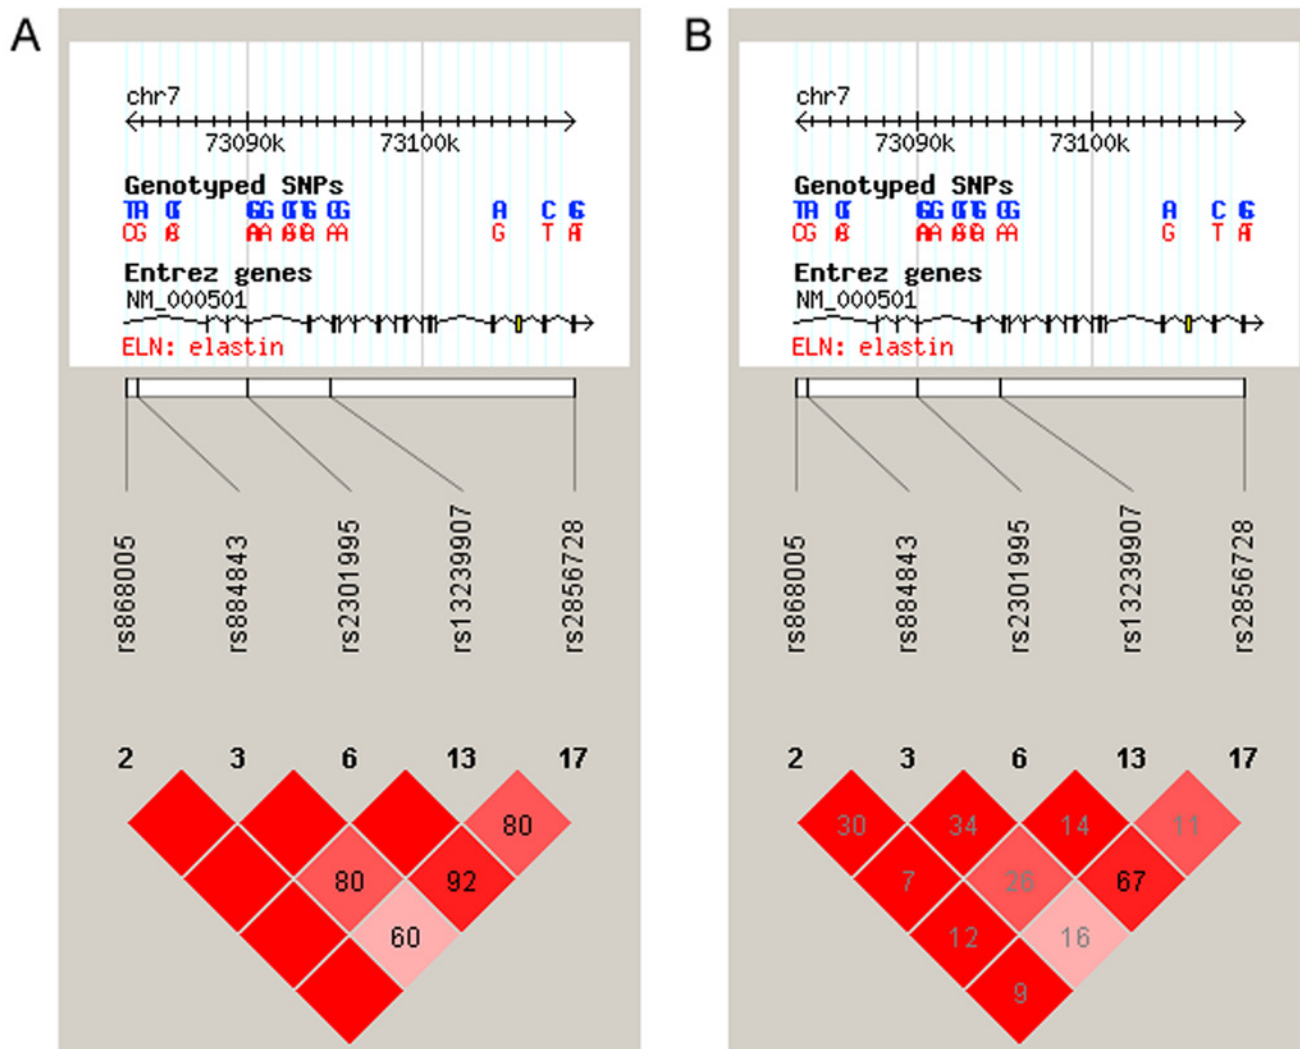 A
chr7
73090k 73100k
Genotyped SNPs
A C
G T
Entrez genes
NM_000501
ELN: elastin
rs868005
rs884843
rs2301995
rs13239907
rs2856728
2 3 6 13 17
80
80 92
60
B
chr7
73090k 73100k
Genotyped SNPs
A C
G T
Entrez genes
NM_000501
ELN: elastin
rs868005
rs884843
rs2301995
rs13239907
rs2856728
2 3 6 13 17
30 34 14 11
7 26 67
12 16
9